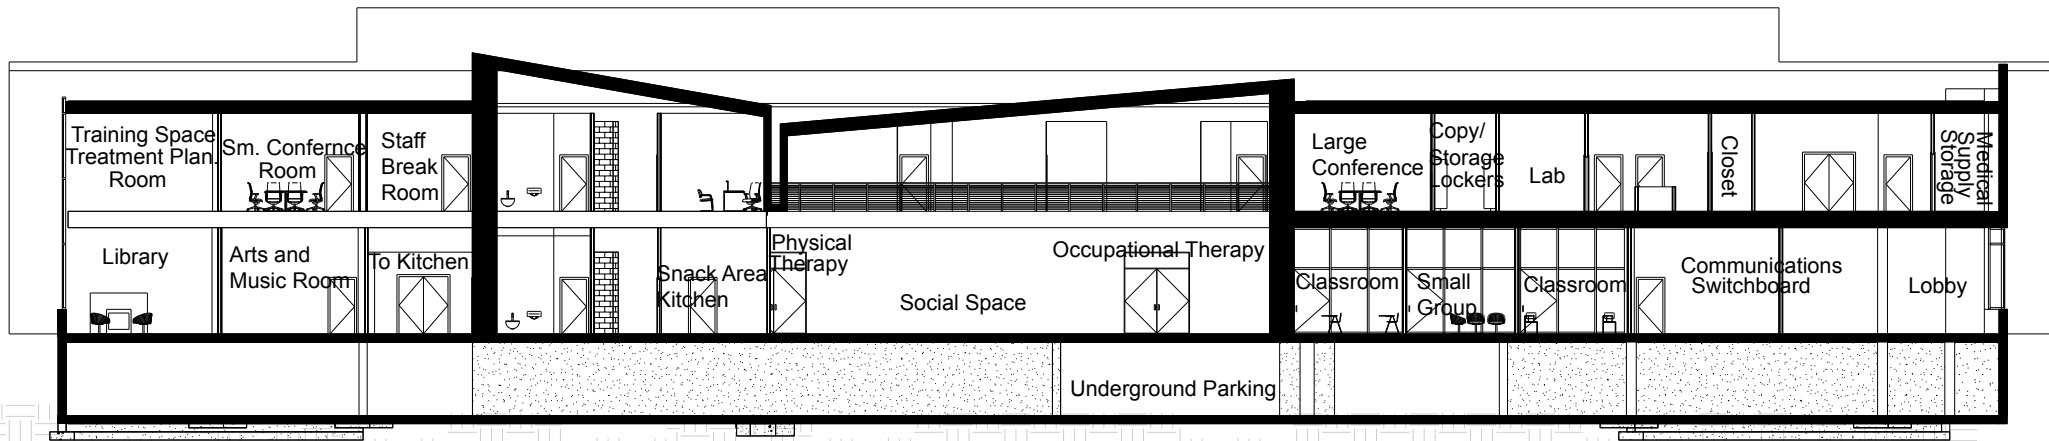 Training Space
Treatment Plan.
Room
Sm. Confernce
Room
Staff
Break
Room
Large
Conference
Copy/
Storage
Lockers
Lab
Closet
Medical
Supply
Storage
Library
Arts and
Music Room
To Kitchen
Snack Area
Kitchen
Physical
Therapy
Social Space
Occupational Therapy
Classroom
Small
Group
Classroom
Communications
Switchboard
Lobby
Underground Parking